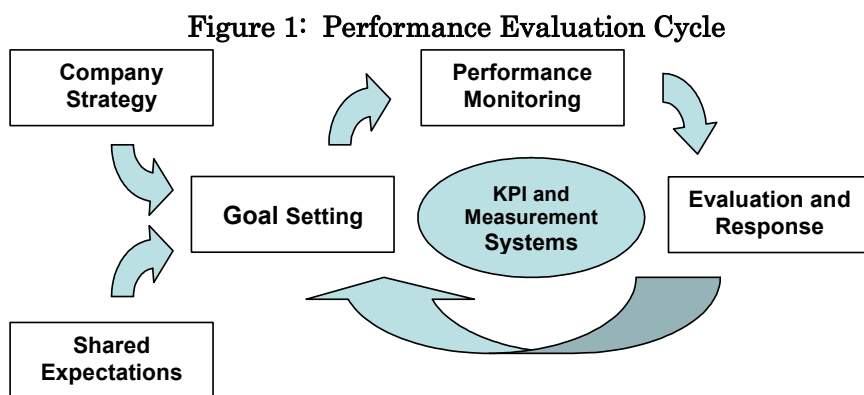 Figure 1: Performance Evaluation Cycle
Company
Strategy
Performance
Monitoring
Goal Setting
KPI and
Measurement
Systems
Evaluation and
Response
Shared
Expectations